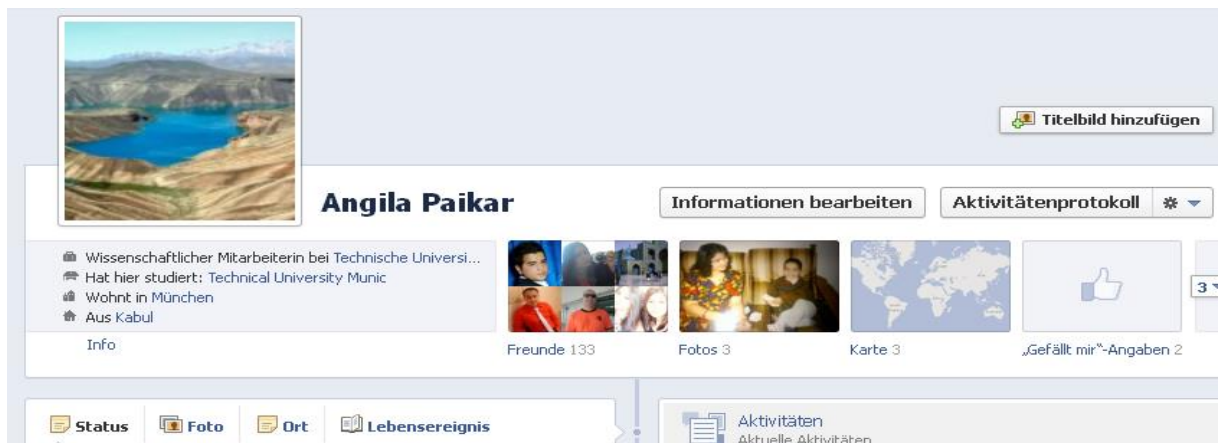 Titelbild hinzufügen
Angila Paikar
Informationen bearbeiten
Aktivitätenprotokoll
Wissenschaftlicher Mitarbeiterin bei Technische Universi...
Hat hier studiert: Technical University Munic
Wohnt in München
Aus Kabul
Info
Freunde 133
Fotos 3
Karte 3
„Gefällt mir“-Angaben 2
3
Status
Foto
Ort
Lebensereignis
Aktivitäten
Aktuelle Aktivitäten